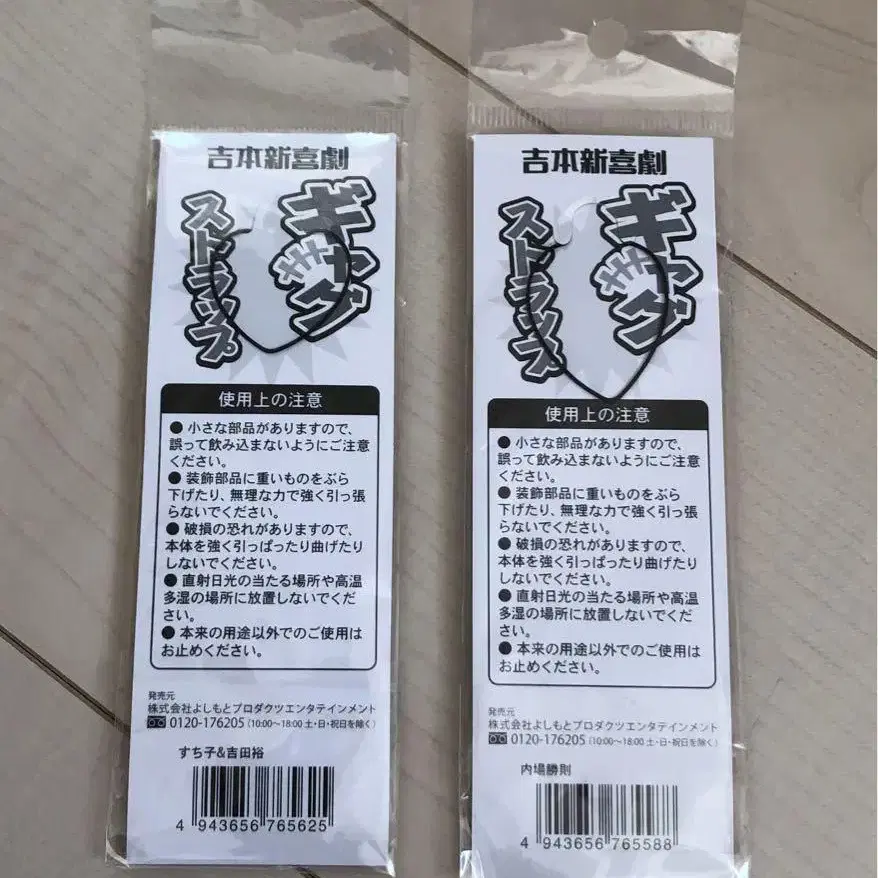 吉本新喜劇
ギャグ
ストラップ
使用上の注意
● 小さな部品がありますので、
誤って飲み込まないようにご注意
ください。
● 装飾部品に重いものをぶら
下げたり、無理な力で強く引っ張
らないでください。
● 破損の恐れがありますので、
本体を強く引っぱったり曲げたり
しないでください。
● 直射日光の当たる場所や高温
多湿の場所に放置しないでくだ
さい。
● 本来の用途以外でのご使用は
お止めください。
発売元
株式会社よしもとプロダクツエンタテインメント
0120-176205 (10:00~18:00 土・日・祝日を除く)
すち子&吉田裕
4 943656 765625
吉本新喜劇
ギャグ
ストラップ
使用上の注意
● 小さな部品がありますので、
誤って飲み込まないようにご注意
ください。
● 装飾部品に重いものをぶら
下げたり、無理な力で強く引っ張
らないでください。
● 破損の恐れがありますので、
本体を強く引っぱったり曲げたり
しないでください。
● 直射日光の当たる場所や高温
多湿の場所に放置しないでくだ
さい。
● 本来の用途以外でのご使用は
お止めください。
発売元
株式会社よしもとプロダクツエンタテインメント
0120-176205 (10:00~18:00 土・日・祝日を除く)
内場勝則
4 943656 765588